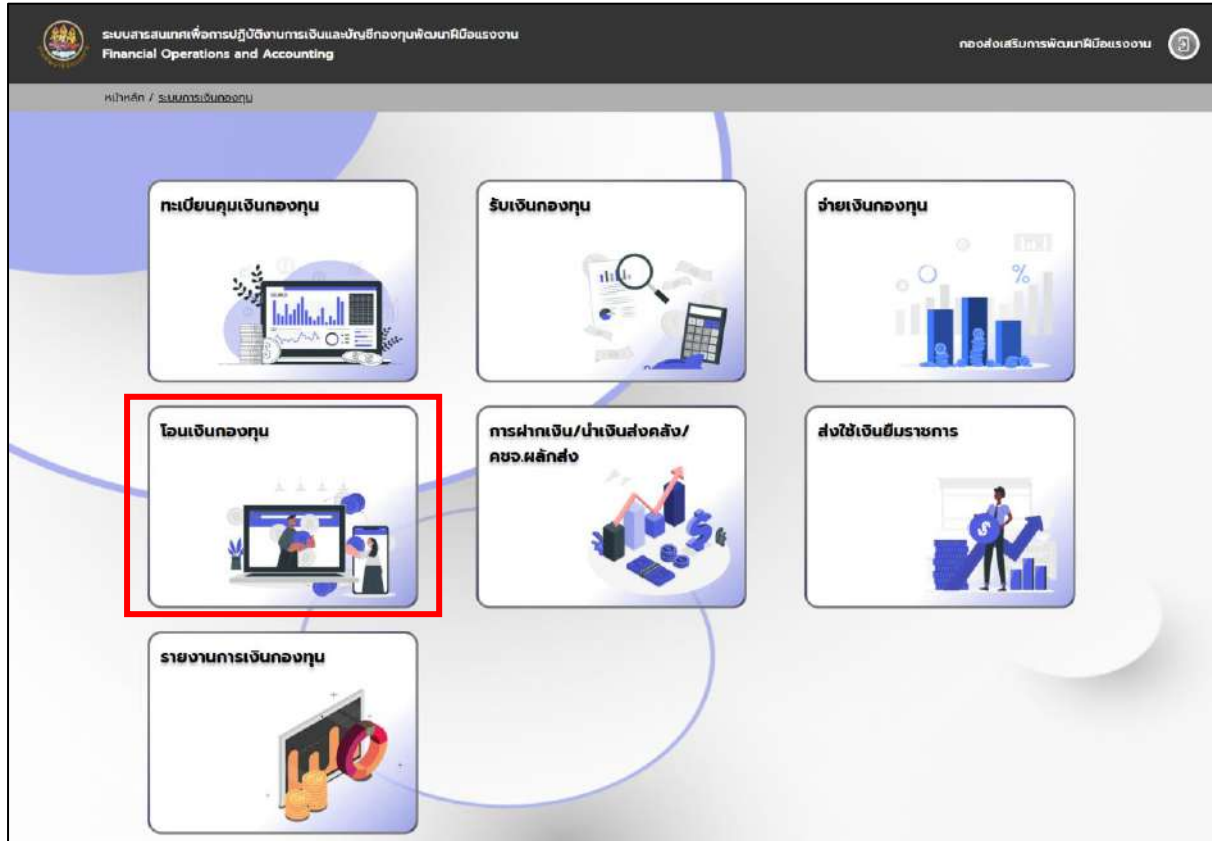 ระบบสารสนเทศเพื่อการปฏิบัติงานการเงินและบัญชีกองทุนพัฒนาฝีมือแรงงาน
Financial Operations and Accounting
กองส่งเสริมการพัฒนาฝีมือแรงงาน
หน้าหลัก / ระบบการเงินกองทุน
ทะเบียนคุมเงินกองทุน
รับเงินกองทุน
จ่ายเงินกองทุน
%
โอนเงินกองทุน
การฝากเงิน/นำเงินส่งคลัง/
คชจ.ผลักส่ง
ส่งใช้เงินยืมราชการ
รายงานการเงินกองทุน